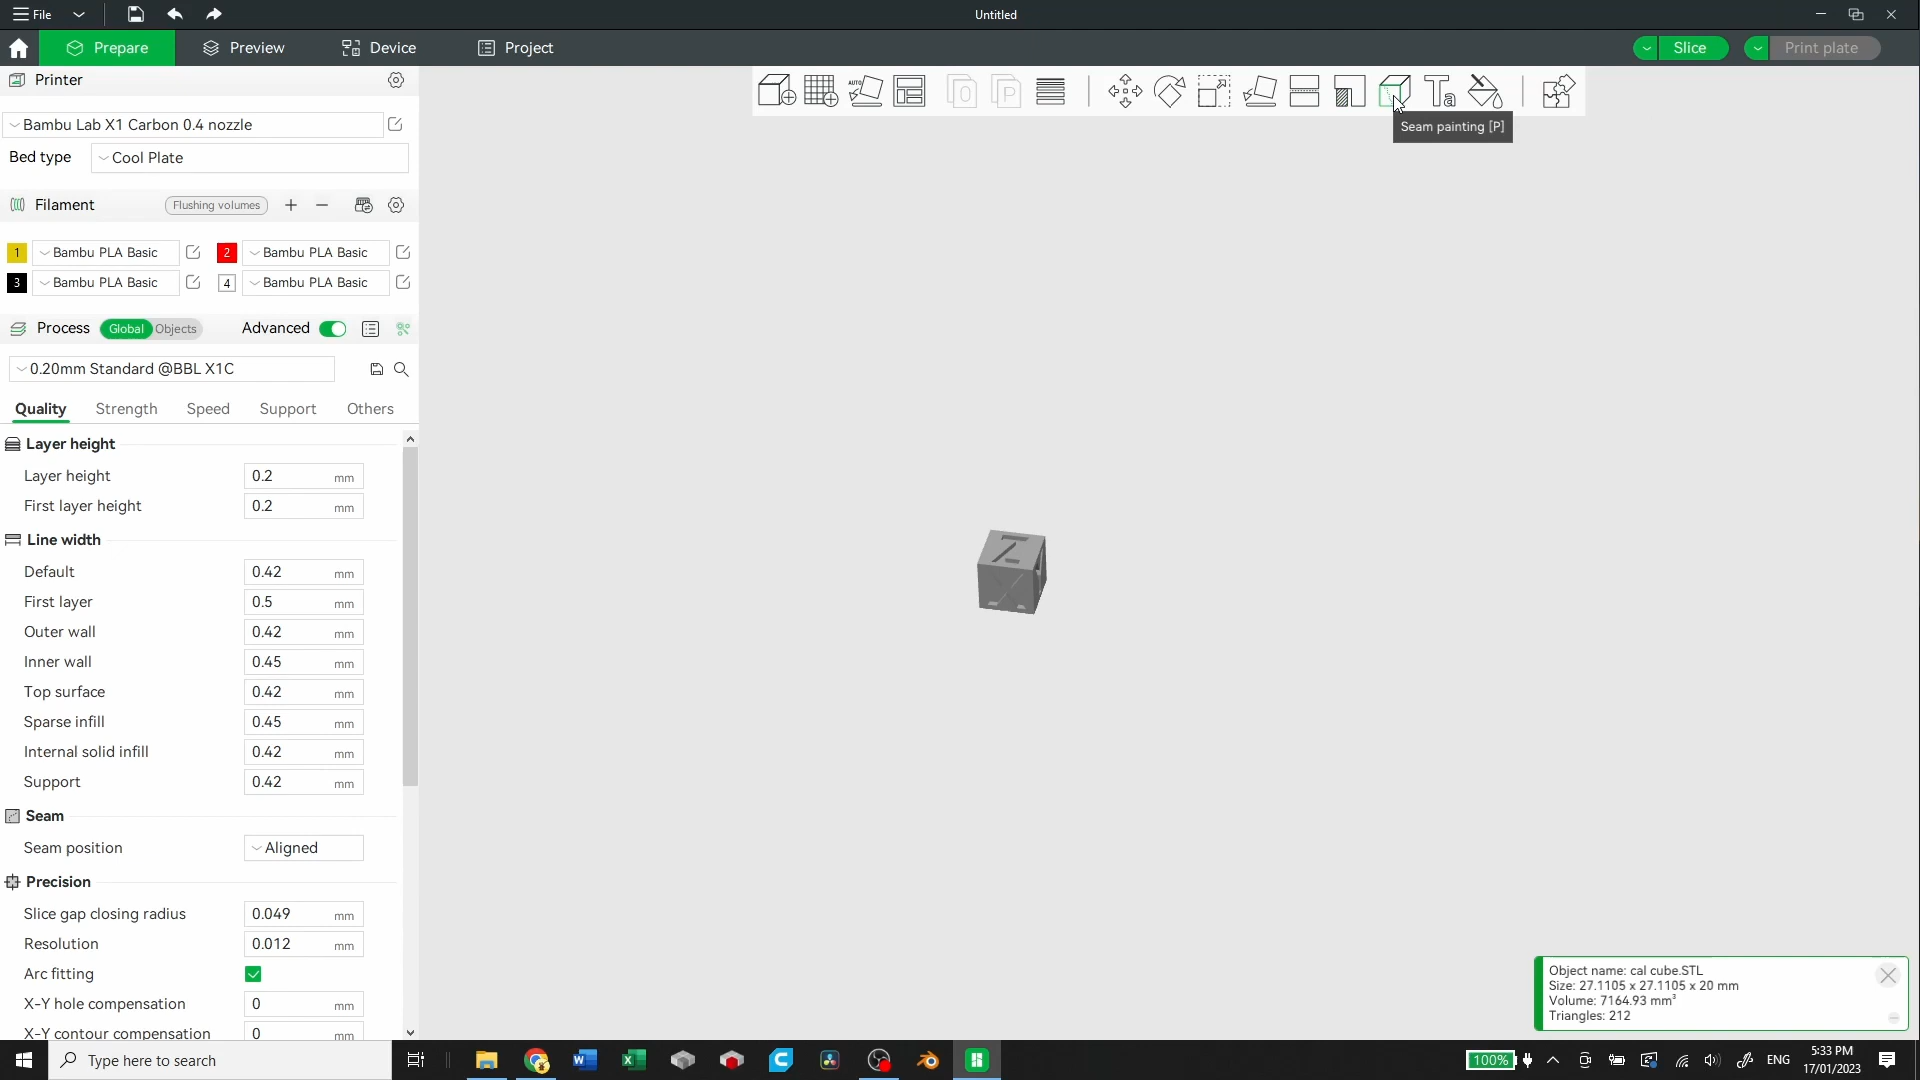 File
Untitled
Prepare
Preview
Device
Project
Slice
Print plate
Printer
Bambu Lab X1 Carbon 0.4 nozzle
Bed type
Cool Plate
Filament
Flushing volumes
1
Bambu PLA Basic
2
Bambu PLA Basic
3
Bambu PLA Basic
4
Bambu PLA Basic
Process
Global
Objects
Advanced
0.20mm Standard @BBL X1C
Quality
Strength
Speed
Support
Others
Layer height
Layer height 0.2 mm
First layer height 0.2 mm
Line width
Default 0.42 mm
First layer 0.5 mm
Outer wall 0.42 mm
Inner wall 0.45 mm
Top surface 0.42 mm
Sparse infill 0.45 mm
Internal solid infill 0.42 mm
Support 0.42 mm
Seam
Seam position Aligned
Precision
Slice gap closing radius 0.049 mm
Resolution 0.012 mm
Arc fitting
X-Y hole compensation 0 mm
X-Y contour compensation 0 mm
AUTO
O
P
Ta
Seam painting [P]
Z
X
Object name: cal cube.STL
Size: 27.1105 x 27.1105 x 20 mm
Volume: 7164.93 mm³
Triangles: 212
Type here to search
100%
ENG
5:33 PM
17/01/2023